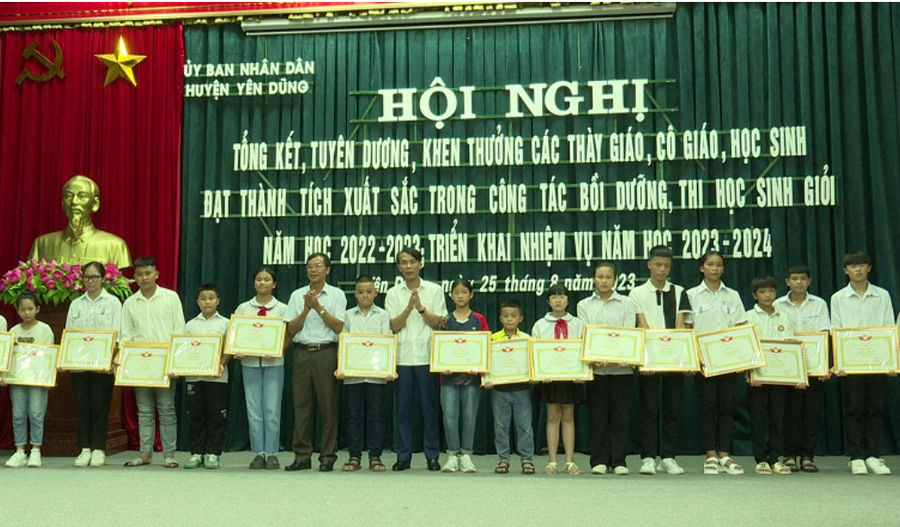 ỦY BAN NHÂN DÂN
HUYỆN YÊN DŨNG
HỘI NGHỊ
TỔNG KẾT, TUYÊN DƯƠNG, KHEN THƯỞNG CÁC THÀY GIÁO, CÔ GIÁO, HỌC SINH
ĐẠT THÀNH TÍCH XUẤT SẮC TRONG CÔNG TÁC BỒI DƯỠNG, THI HỌC SINH GIỎI
NĂM HỌC 2022-2023; TRIỂN KHAI NHIỆM VỤ NĂM HỌC 2023-2024
ngày 25 tháng 8 năm 2023